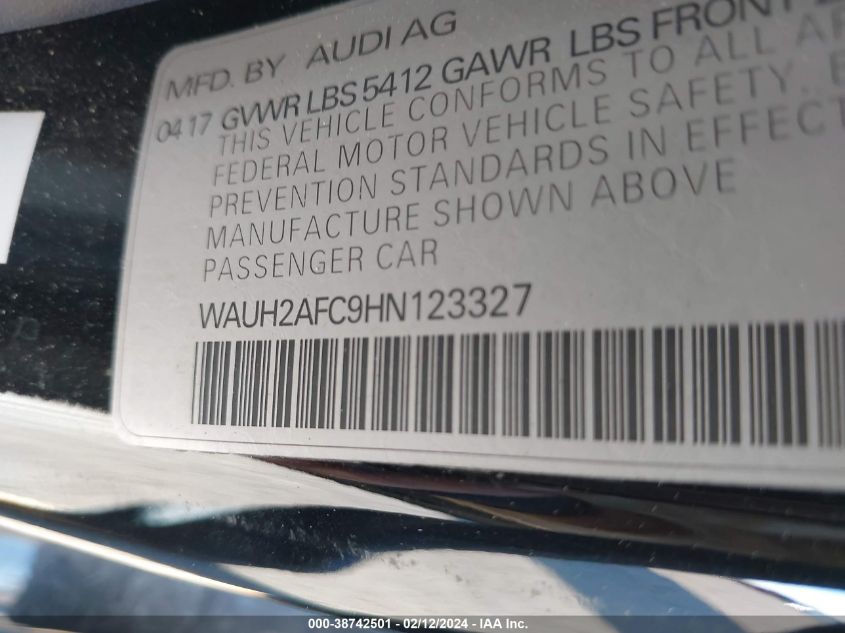 MFD. BY AUDI AG
04 17 GVWR LBS 5412 GAWR LBS FRONT
THIS VEHICLE CONFORMS TO ALL
FEDERAL MOTOR VEHICLE SAFETY,
PREVENTION STANDARDS IN EFFECT
MANUFACTURE SHOWN ABOVE
PASSENGER CAR
WAUH2AFC9HN123327
000-38742501 - 02/12/2024 - IAA Inc.